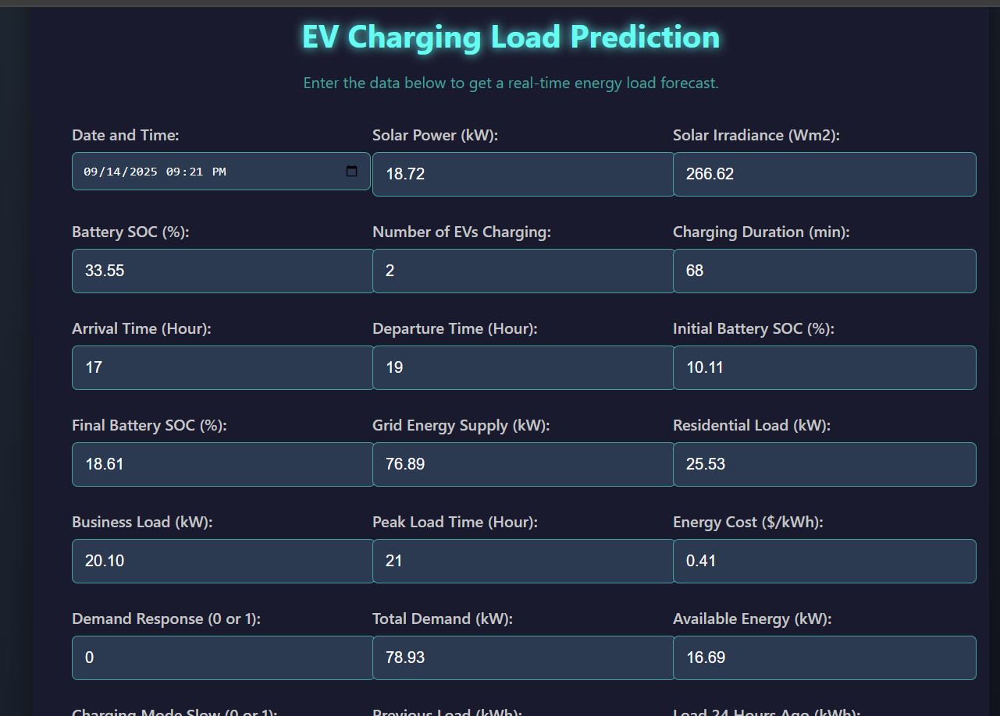 EV Charging Load Prediction
Enter the data below to get a real-time energy load forecast.
Date and Time: Solar Power (kW): Solar Irradiance (Wm2):
09/14/2025 09:21 PM 18.72 266.62
Battery SOC (%): Number of EVs Charging: Charging Duration (min):
33.55 2 68
Arrival Time (Hour): Departure Time (Hour): Initial Battery SOC (%):
17 19 10.11
Final Battery SOC (%): Grid Energy Supply (kW): Residential Load (kW):
18.61 76.89 25.53
Business Load (kW): Peak Load Time (Hour): Energy Cost ($/kWh):
20.10 21 0.41
Demand Response (0 or 1): Total Demand (kW): Available Energy (kW):
0 78.93 16.69
Charging Mode Slow (0 or 1): Previous Load (kWh): Load 24 Hours Ago (kWh):